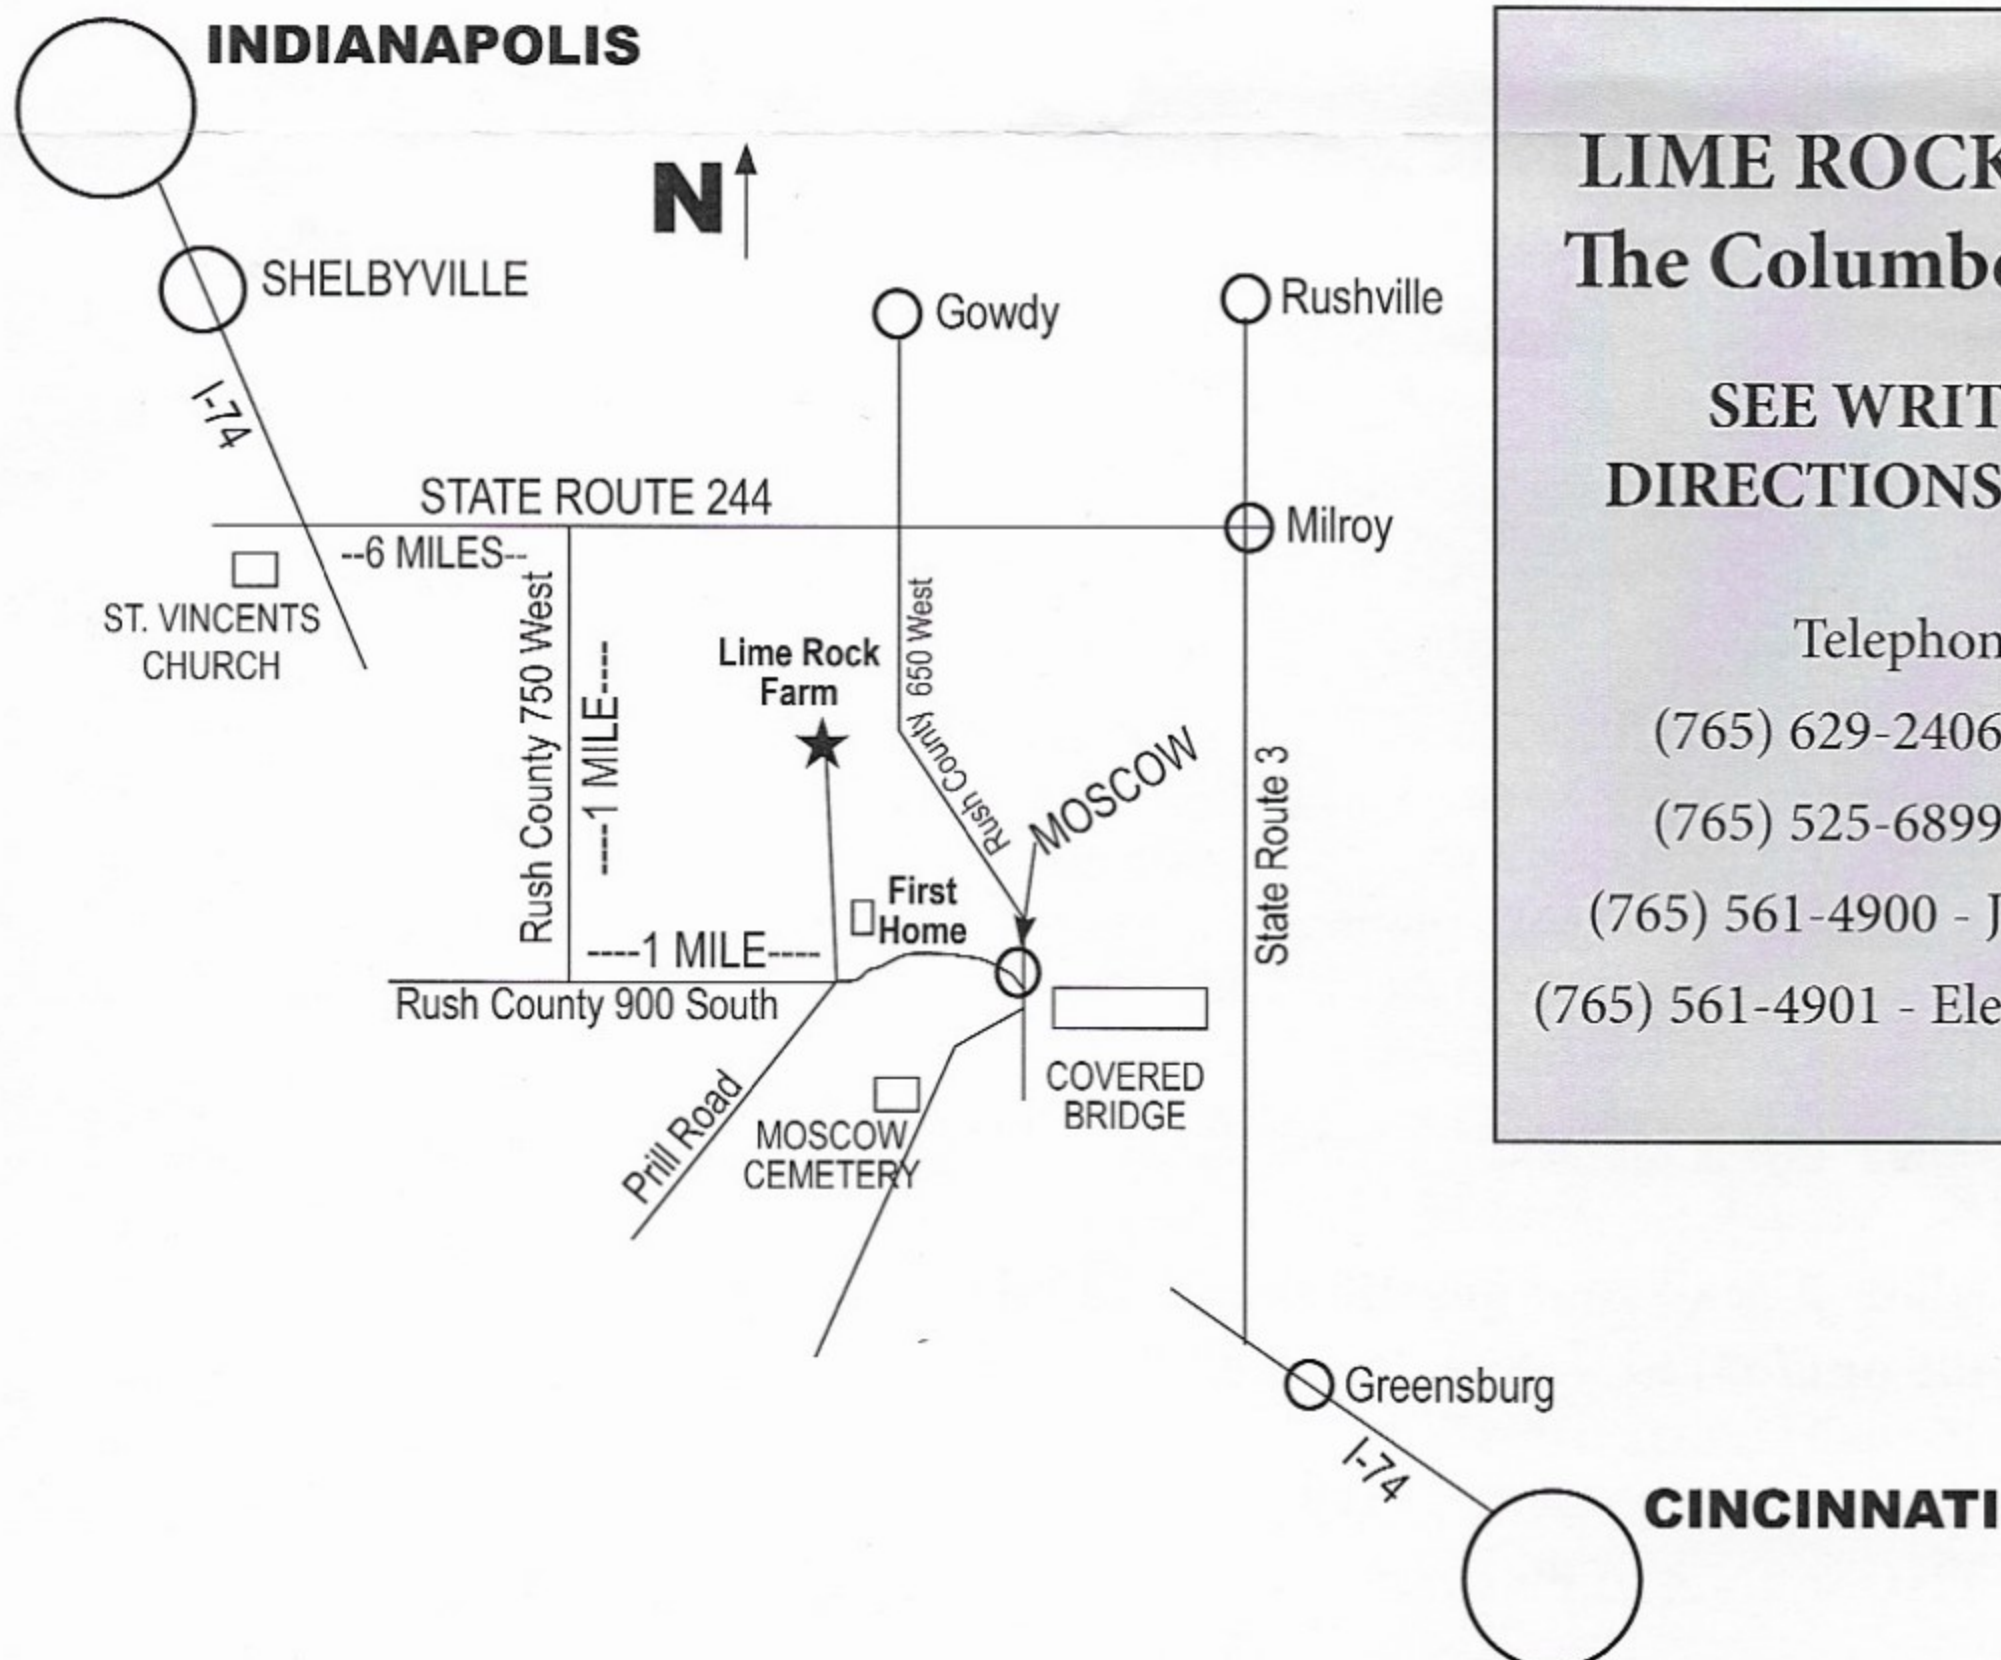 INDIANAPOLIS
N
SHELBYVILLE
I-74
Gowdy
Rushville
STATE ROUTE 244
Milroy
--6 MILES--
ST. VINCENTS
CHURCH
Rush County 750 West
----1 MILE----
Lime Rock
Farm
Rush County 650 West
MOSCOW
State Route 3
First
Home
----1 MILE----
Rush County 900 South
COVERED
BRIDGE
Prill Road
MOSCOW
CEMETERY
Greensburg
I-74
CINCINNATI
LIME ROCK
The Columb
SEE WRIT
DIRECTIONS
Telephon
(765) 629-2406
(765) 525-6899
(765) 561-4900 - J
(765) 561-4901 - Ele